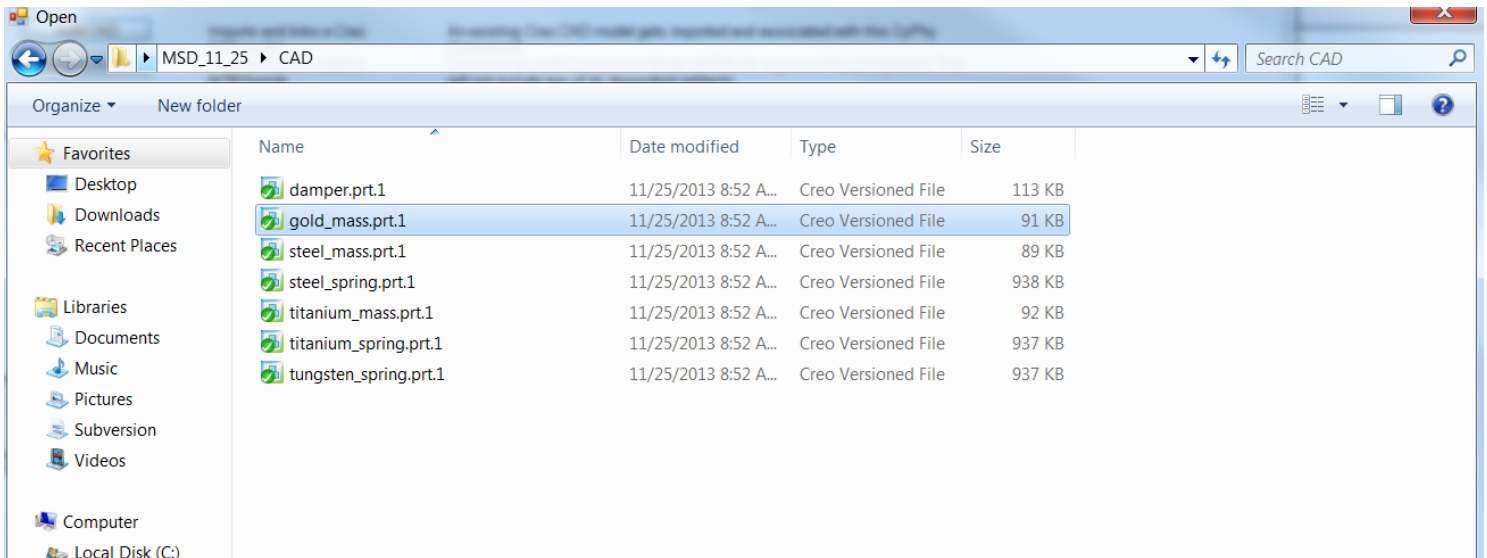 Open
MSD_11_25 CAD Search CAD
Organize New folder
Name Date modified Type Size
Favorites
Desktop
Downloads
Recent Places
Libraries
Documents
Music
Pictures
Subversion
Videos
Computer
Local Disk (C:)
damper.prt.1 11/25/2013 8:52 A... Creo Versioned File 113 KB
gold_mass.prt.1 11/25/2013 8:52 A... Creo Versioned File 91 KB
steel_mass.prt.1 11/25/2013 8:52 A... Creo Versioned File 89 KB
steel_spring.prt.1 11/25/2013 8:52 A... Creo Versioned File 938 KB
titanium_mass.prt.1 11/25/2013 8:52 A... Creo Versioned File 92 KB
titanium_spring.prt.1 11/25/2013 8:52 A... Creo Versioned File 937 KB
tungsten_spring.prt.1 11/25/2013 8:52 A... Creo Versioned File 937 KB